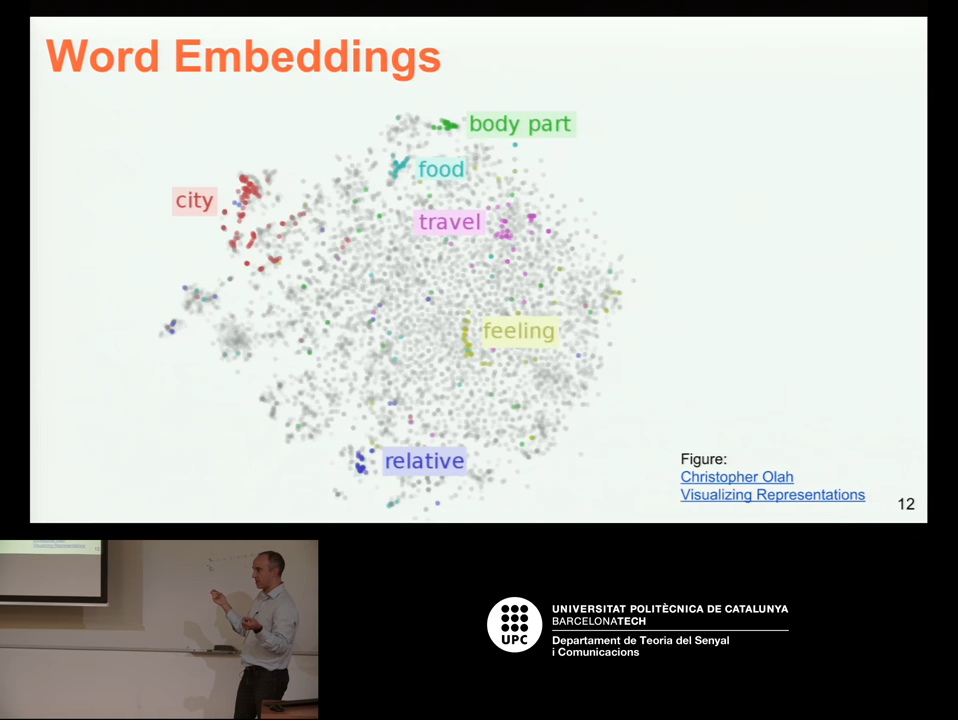 Word Embeddings
body part
food
city
travel
feeling
relative
Figure:
Christopher Olah
Visualizing Representations
12
UPC
UNIVERSITAT POLITÈCNICA DE CATALUNYA
BARCELONATECH
Departament de Teoria del Senyal
i Comunicacions